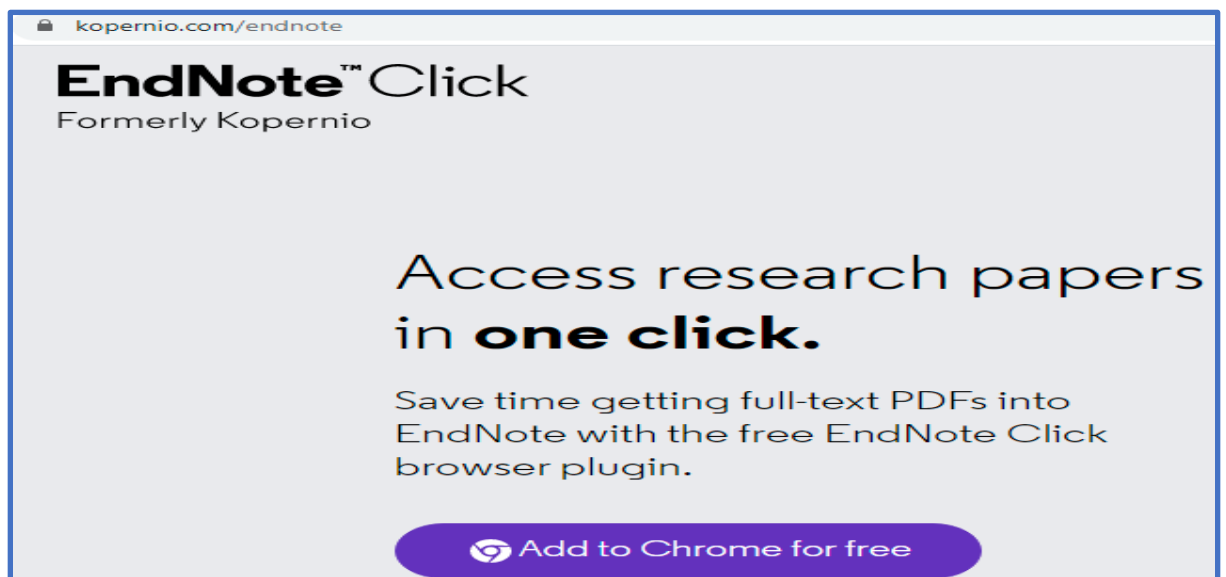 kopernio.com/endnote
EndNote™ Click
Formerly Kopernio
Access research papers
in one click.
Save time getting full-text PDFs into
EndNote with the free EndNote Click
browser plugin.
Add to Chrome for free